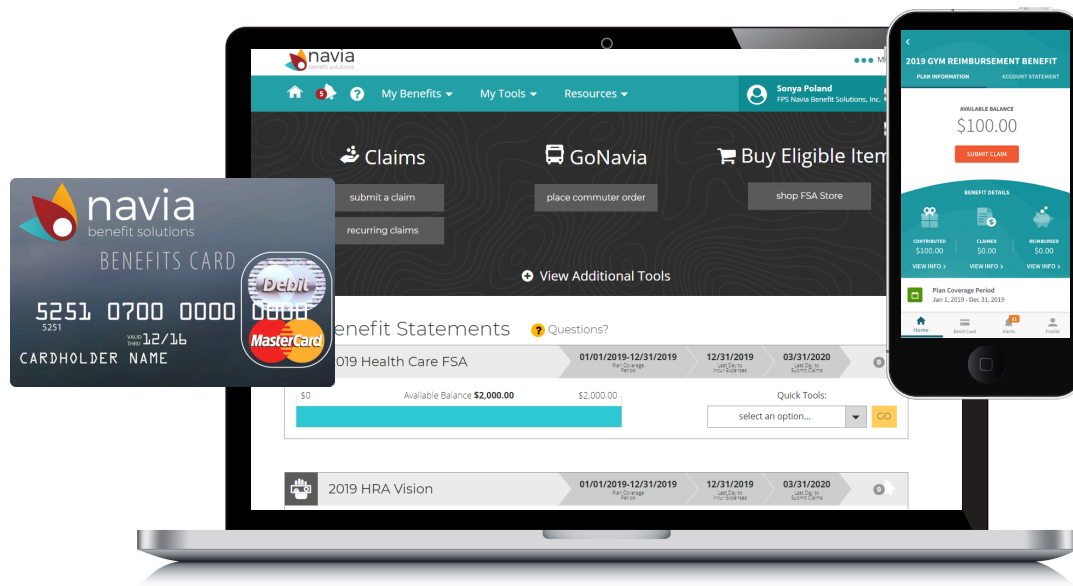 navia
benefit solutions
5
?
My Benefits
My Tools
Resources
Sonya Poland
FPS Navia Benefit Solutions, Inc.
Claims
submit a claim
recurring claims
GoNavia
place commuter order
Buy Eligible Item
shop FSA Store
View Additional Tools
enefit Statements
? Questions?
2019 Health Care FSA
01/01/2019-12/31/2019
Plan Coverage
Period
12/31/2019
Last Day to
Incur Expenses
03/31/2020
Last Day to
Submit Claims
0
$0
Available Balance $2,000.00
$2,000.00
Quick Tools:
select an option...
GO
2019 HRA Vision
01/01/2019-12/31/2019
Plan Coverage
Period
12/31/2019
Last Day to
Incur Expenses
03/31/2020
Last Day to
Submit Claims
0
navia
benefit solutions
BENEFITS CARD
Debit
5251 0700 0000 0000
5251
VALID
THRU 12/16
MasterCard
CARDHOLDER NAME
2019 GYM REIMBURSEMENT BENEFIT
PLAN INFORMATION
ACCOUNT STATEMENT
AVAILABLE BALANCE
$100.00
SUBMIT CLAIM
BENEFIT DETAILS
CONTRIBUTED
$100.00
VIEW INFO >
CLAIMED
$0.00
VIEW INFO >
REIMBURSED
$0.00
VIEW INFO >
Plan Coverage Period
Jan 1, 2019 - Dec 31, 2019
Home
Debit Card
Alerts
Profile